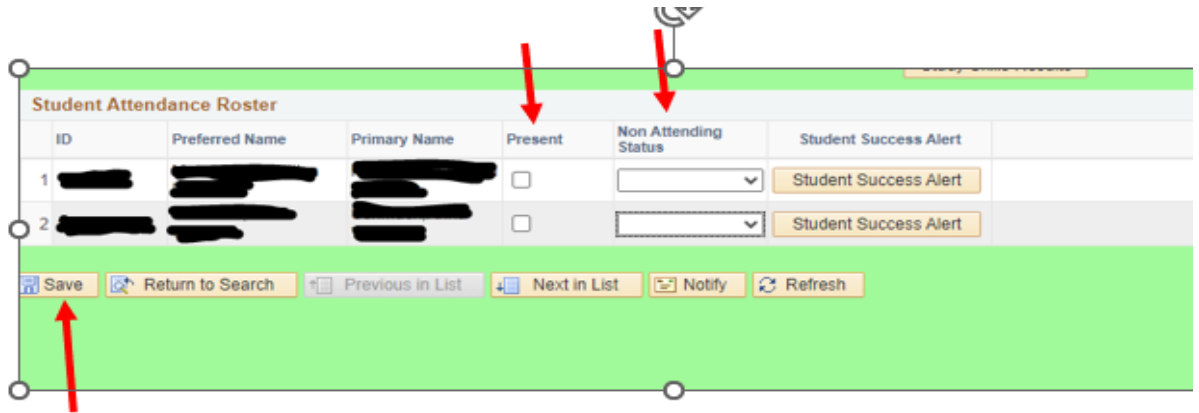 Student Attendance Roster
ID Preferred Name Primary Name Present Non Attending Status Student Success Alert
1 Student Success Alert
2 Student Success Alert
Save Return to Search Previous in List Next in List Notify Refresh